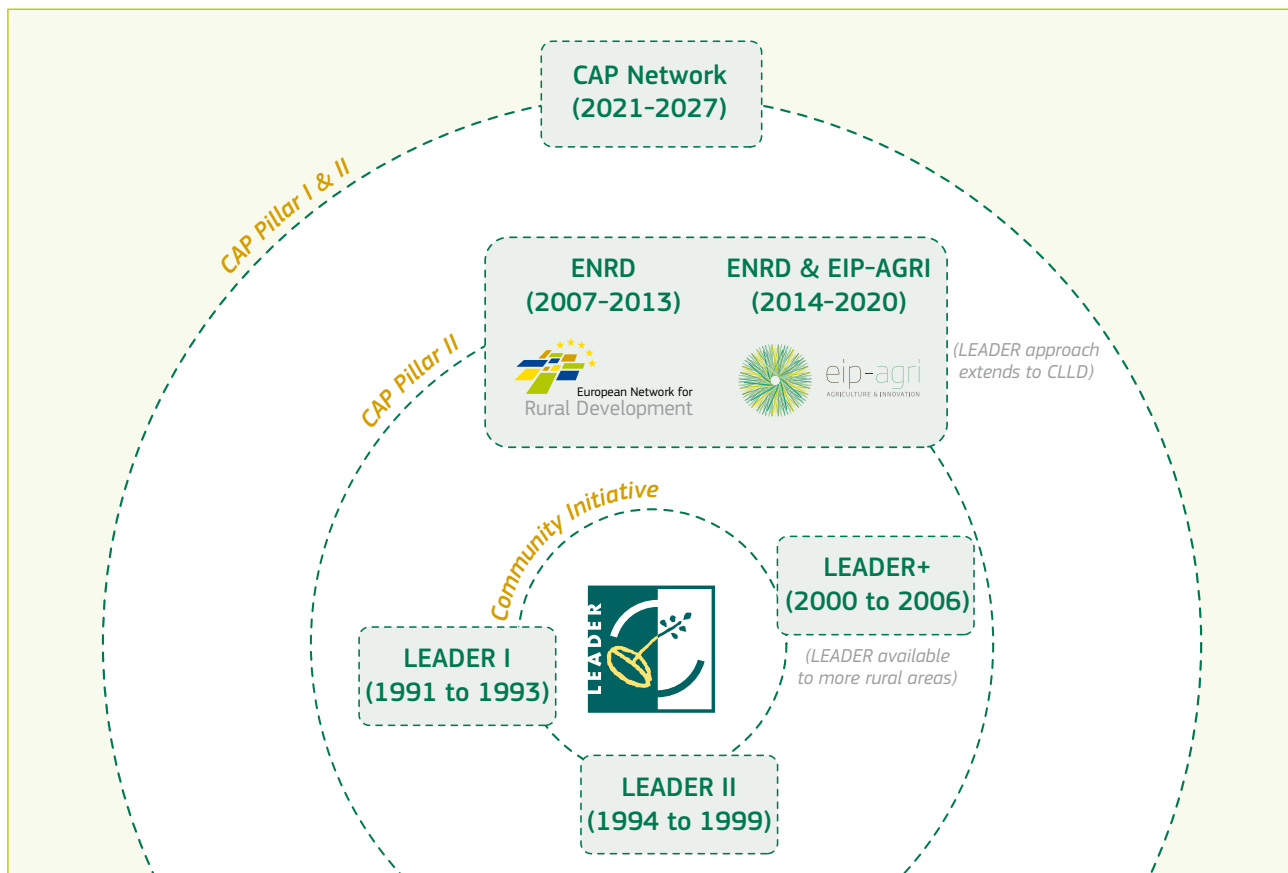 CAP Network
(2021-2027)
CAP Pillar I & II
ENRD
(2007-2013)
ENRD & EIP-AGRI
(2014-2020)
CAP Pillar II
European Network for
Rural Development
eip-agri
AGRICULTURE & INNOVATION
(LEADER approach
extends to CLLD)
Community Initiative
LEADER+
(2000 to 2006)
(LEADER available
to more rural areas)
LEADER
LEADER I
(1991 to 1993)
LEADER II
(1994 to 1999)